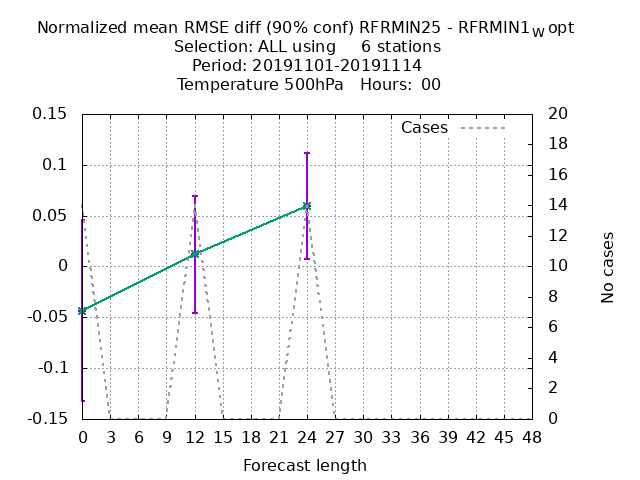 Normalized mean RMSE diff (90% conf) RFRMIN25 - RFRMIN1_W opt
Selection: ALL using 6 stations
Period: 20191101-20191114
Temperature 500hPa Hours: 00
Cases
0.15
0.1
0.05
0
-0.05
-0.1
-0.15
20
18
16
14
12
10
8
6
4
2
0
No cases
0 3 6 9 12 15 18 21 24 27 30 33 36 39 42 45 48
Forecast length